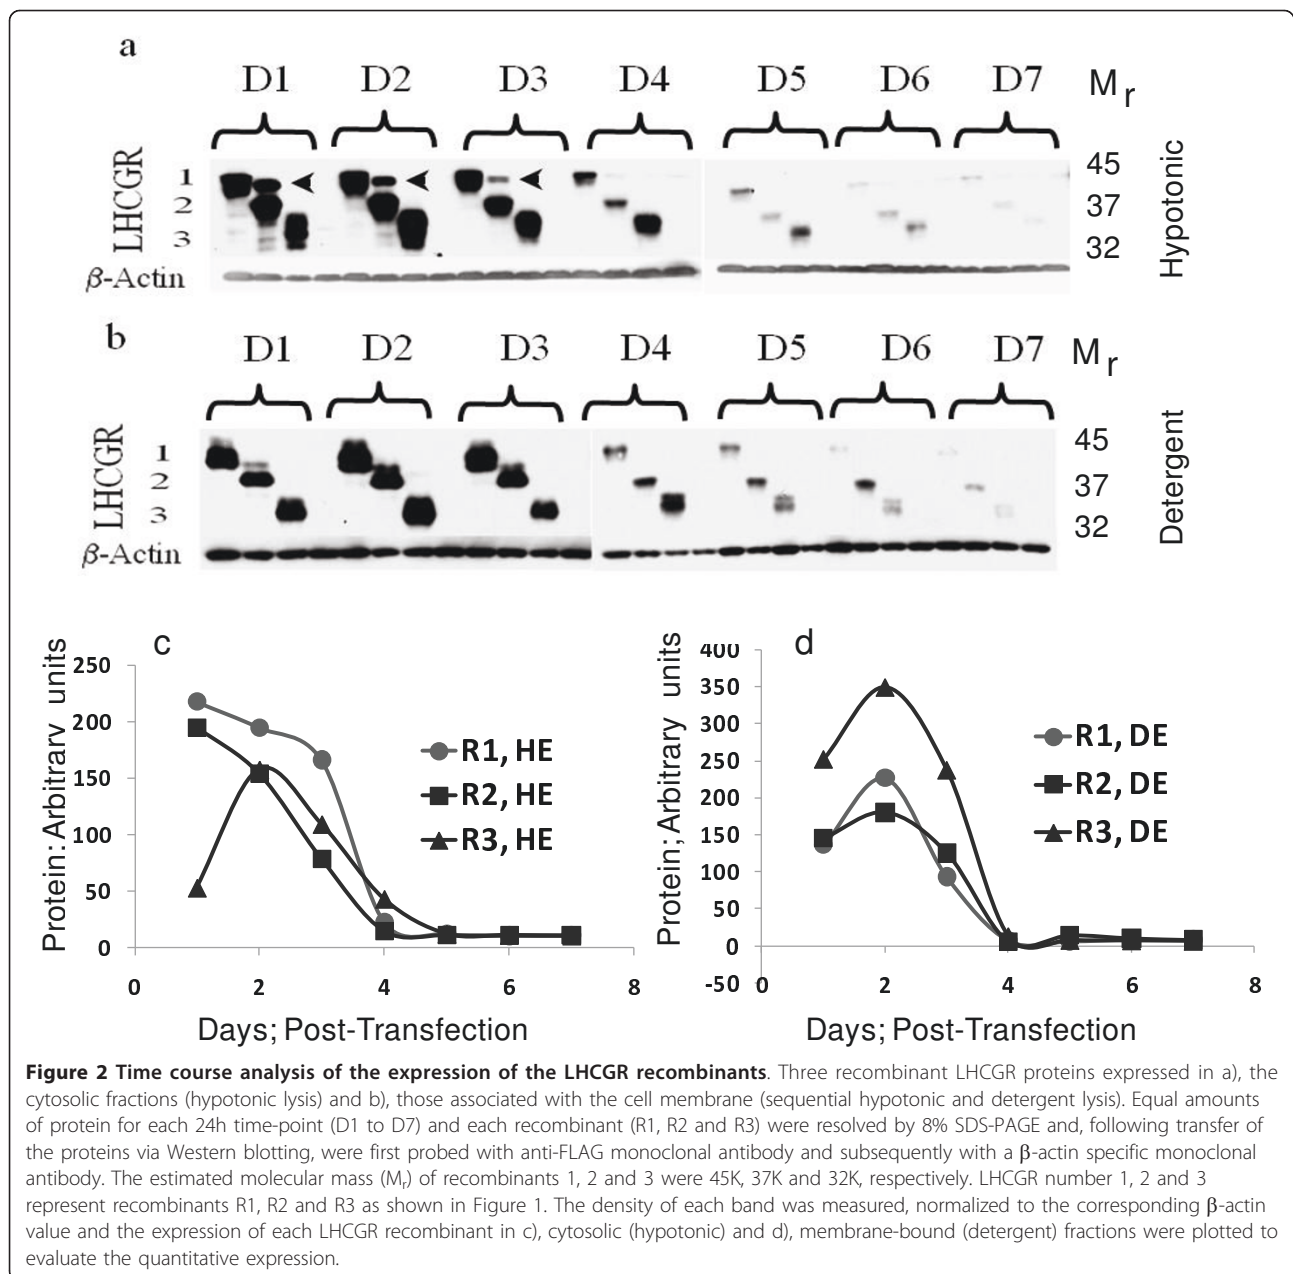 a
D1 D2 D3 D4 D5 D6 D7 Mr
LHCGR
1
2
3
β-Actin
45
37
32
Hypotonic
b
D1 D2 D3 D4 D5 D6 D7 Mr
LHCGR
1
2
3
β-Actin
45
37
32
Detergent
c
Protein: Arbitrary units
250
200
150
100
50
0
0 2 4 6 8
R1, HE
R2, HE
R3, HE
Days; Post-Transfection
d
Protein; Arbitrary units
400
350
300
250
200
150
100
50
0
-50
0 2 4 6 8
R1, DE
R2, DE
R3, DE
Days; Post-Transfection
Figure 2 Time course analysis of the expression of the LHCGR recombinants. Three recombinant LHCGR proteins expressed in a), the
cytosolic fractions (hypotonic lysis) and b), those associated with the cell membrane (sequential hypotonic and detergent lysis). Equal amounts
of protein for each 24h time-point (D1 to D7) and each recombinant (R1, R2 and R3) were resolved by 8% SDS-PAGE and, following transfer of
the proteins via Western blotting, were first probed with anti-FLAG monoclonal antibody and subsequently with a β-actin specific monoclonal
antibody. The estimated molecular mass (Mr) of recombinants 1, 2 and 3 were 45K, 37K and 32K, respectively. LHCGR number 1, 2 and 3
represent recombinants R1, R2 and R3 as shown in Figure 1. The density of each band was measured, normalized to the corresponding β-actin
value and the expression of each LHCGR recombinant in c), cytosolic (hypotonic) and d), membrane-bound (detergent) fractions were plotted to
evaluate the quantitative expression.